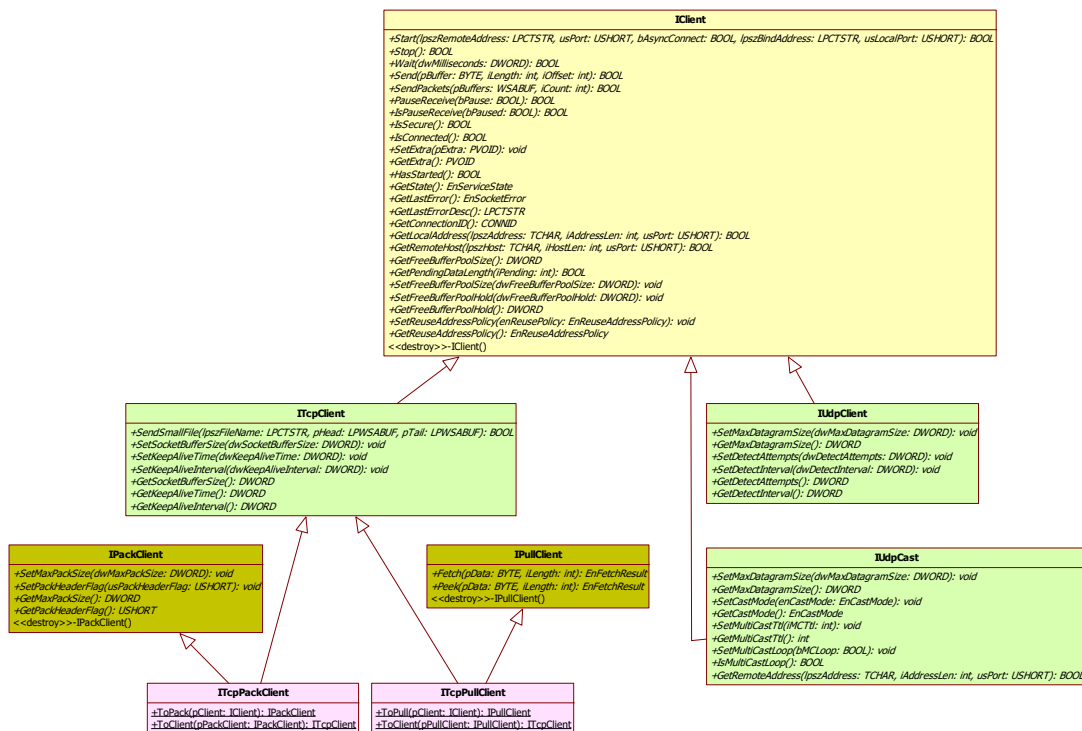 IClient
+Start(lpszRemoteAddress: LPCTSTR, usPort: USHORT, bAsyncConnect: BOOL, lpszBindAddress: LPCTSTR, usLocalPort: USHORT): BOOL
+Stop(): BOOL
+Wait(dwMilliseconds: DWORD): BOOL
+Send(pBuffer: BYTE, iLength: int, iOffset: int): BOOL
+SendPackets(pBuffers: WSABUF, iCount: int): BOOL
+PauseReceive(bPause: BOOL): BOOL
+IsPauseReceive(bPaused: BOOL): BOOL
+IsSecure(): BOOL
+IsConnected(): BOOL
+SetExtra(pExtra: PVOID): void
+GetExtra(): PVOID
+HasStarted(): BOOL
+GetState(): EnServiceState
+GetLastError(): EnSocketError
+GetLastErrorDesc(): LPCTSTR
+GetConnectionID(): CONNID
+GetLocalAddress(lpszAddress: TCHAR, iAddressLen: int, usPort: USHORT): BOOL
+GetRemoteHost(lpszHost: TCHAR, iHostLen: int, usPort: USHORT): BOOL
+GetFreeBufferPoolSize(): DWORD
+GetPendingDataLength(iPending: int): BOOL
+SetFreeBufferPoolSize(dwFreeBufferPoolSize: DWORD): void
+SetFreeBufferPoolHold(dwFreeBufferPoolHold: DWORD): void
+GetFreeBufferPoolHold(): DWORD
+SetReuseAddressPolicy(enReusePolicy: EnReuseAddressPolicy): void
+GetReuseAddressPolicy(): EnReuseAddressPolicy
<<destroy>>-IClient()
ITcpClient
+SendSmallFile(lpszFileName: LPCTSTR, pHead: LPWSABUF, pTail: LPWSABUF): BOOL
+SetSocketBufferSize(dwSocketBufferSize: DWORD): void
+SetKeepAliveTime(dwKeepAliveTime: DWORD): void
+SetKeepAliveInterval(dwKeepAliveInterval: DWORD): void
+GetSocketBufferSize(): DWORD
+GetKeepAliveTime(): DWORD
+GetKeepAliveInterval(): DWORD
IUdpClient
+SetMaxDatagramSize(dwMaxDatagramSize: DWORD): void
+GetMaxDatagramSize(): DWORD
+SetDetectAttempts(dwDetectAttempts: DWORD): void
+SetDetectInterval(dwDetectInterval: DWORD): void
+GetDetectAttempts(): DWORD
+GetDetectInterval(): DWORD
IPackClient
+SetMaxPackSize(dwMaxPackSize: DWORD): void
+SetPackHeaderFlag(usPackHeaderFlag: USHORT): void
+GetMaxPackSize(): DWORD
+GetPackHeaderFlag(): USHORT
<<destroy>>-IPackClient()
IPullClient
+Fetch(pData: BYTE, iLength: int): EnFetchResult
+Peek(pData: BYTE, iLength: int): EnFetchResult
<<destroy>>-IPullClient()
IUdpCast
+SetMaxDatagramSize(dwMaxDatagramSize: DWORD): void
+GetMaxDatagramSize(): DWORD
+SetCastMode(enCastMode: EnCastMode): void
+GetCastMode(): EnCastMode
+SetMultiCastTtl(iMCTtl: int): void
+GetMultiCastTtl(): int
+SetMultiCastLoop(bMCLoop: BOOL): void
+IsMultiCastLoop(): BOOL
+GetRemoteAddress(lpszAddress: TCHAR, iAddressLen: int, usPort: USHORT): BOOL
ITcpPackClient
+ToPack(pClient: IClient): IPackClient
+ToClient(pPackClient: IPackClient): ITcpClient
ITcpPullClient
+ToPull(pClient: IClient): IPullClient
+ToClient(pPullClient: IPullClient): ITcpClient